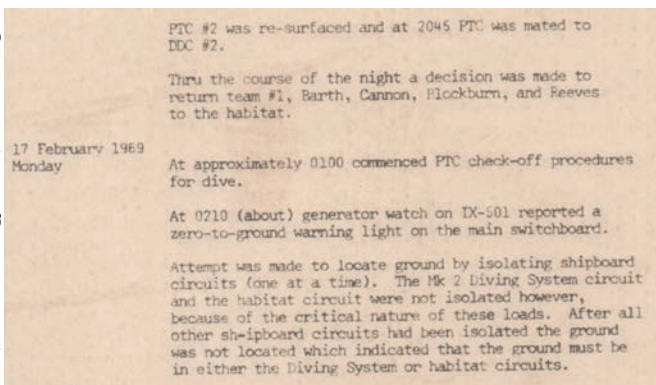 PTC #2 was re-surfaced and at 2045 PTC was mated to
DDC #2.
Thru the course of the night a decision was made to
return team #1, Barth, Cannon, Blockburn, and Reeves
to the habitat.
17 February 1969
Monday
At approximately 0100 commenced PTC check-off procedures
for dive.
At 0210 (about) generator watch on IX-501 reported a
zero-to-ground warning light on the main switchboard.
Attempt was made to locate ground by isolating shipboard
circuits (one at a time). The Mk 2 Diving System circuit
and the habitat circuit were not isolated however,
because of the critical nature of these loads. After all
other sh-ipboard circuits had been isolated the ground
was not located which indicated that the ground must be
in either the Diving System or habitat circuits.